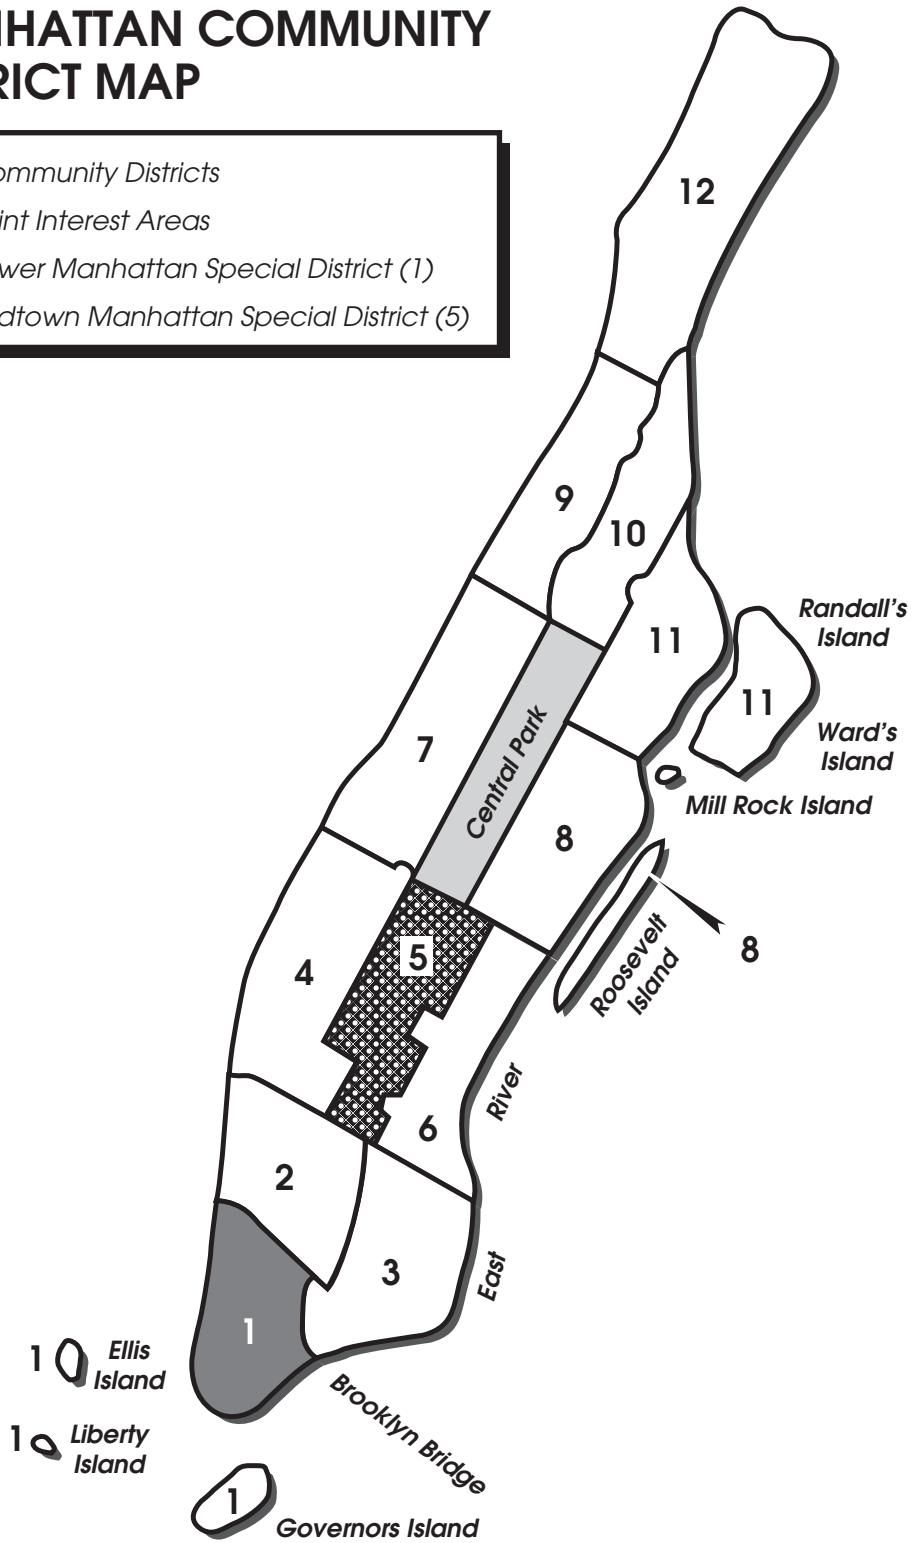 HATTAN COMMUNITY
RICT MAP
ommunity Districts
int Interest Areas
wer Manhattan Special District (1)
dtown Manhattan Special District (5)
12
9
10
11
Randall's
Island
11
7
Central Park
Ward's
Island
Mill Rock Island
8
5
4
Roosevelt
Island
8
River
6
2
3
East
1
1
Ellis
Island
Brooklyn Bridge
1
Liberty
Island
1
Governors Island